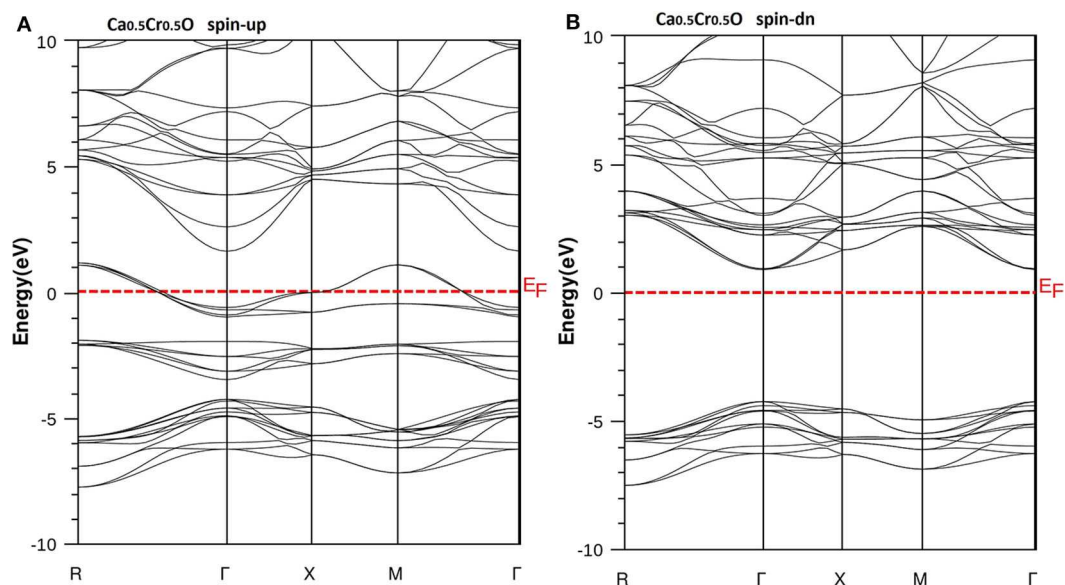 A
Ca0.5Cr0.5O spin-up
10
5
0
-5
-10
Energy(eV)
EF
R Γ X M Γ
B
Ca0.5Cr0.5O spin-dn
10
5
0
-5
-10
Energy(eV)
EF
R Γ X M Γ